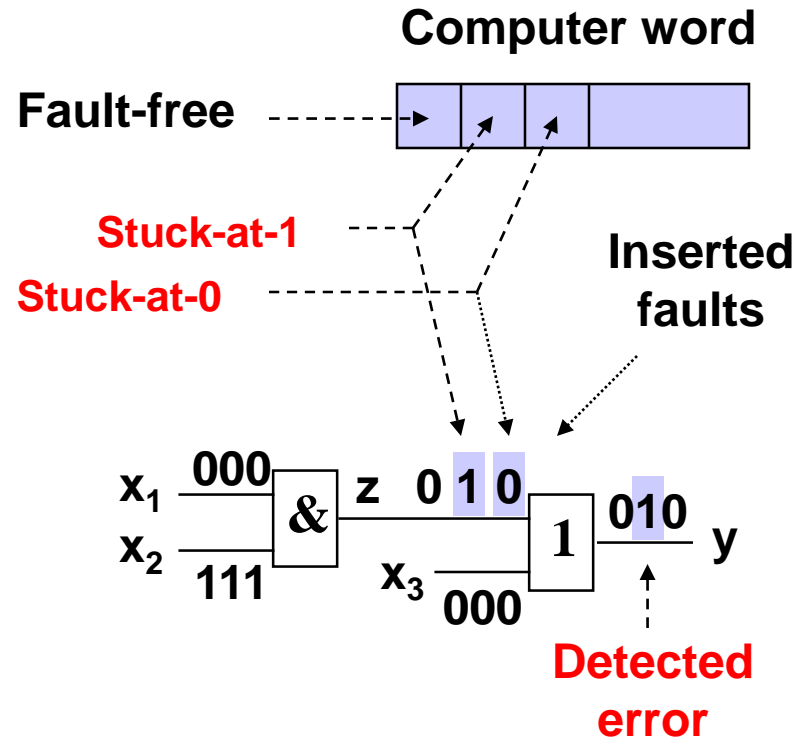 Computer word
Fault-free
Stuck-at-1
Stuck-at-0
Inserted
faults
x₁ 000 & z 0 1 0 1 010 y
x₂ 111
x₃ 000
Detected
error